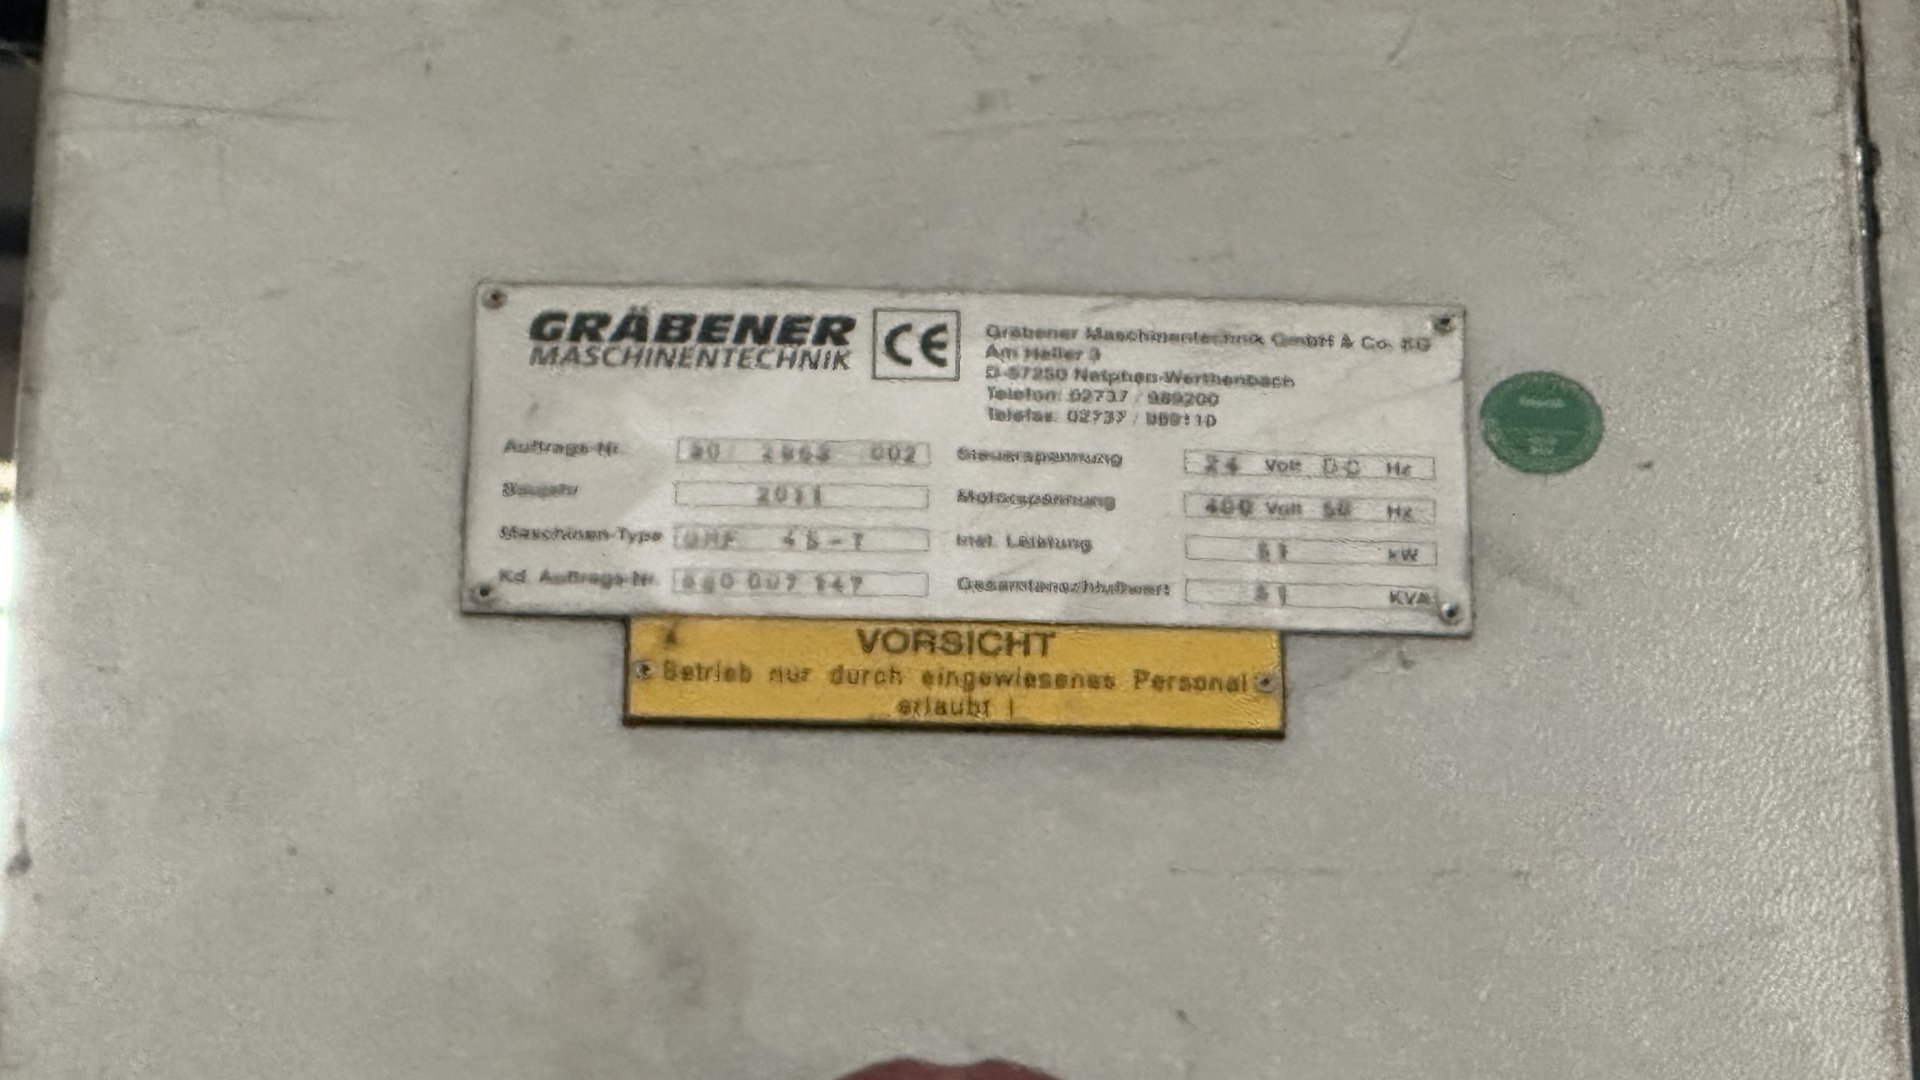 GRÄBENER
MASCHINENTECHNIK
CE
Gräbener Maschinentechnik GmbH & Co. KG
Am Heller 3
D-57250 Netphen-Werthenbach
Telefon: 02737 / 989200
Telefax: 02737 /
Auftrags-Nr. 002
Baujahr 2011
Maschinen-Type
Kd. Auftrags-Nr.
Steuerspannung 24 Volt DC Hz
Motorspannung 400 Volt 50 Hz
Inst. Leistung kW
KVA
VORSICHT
Betrieb nur durch eingewiesenes Personal
erlaubt !